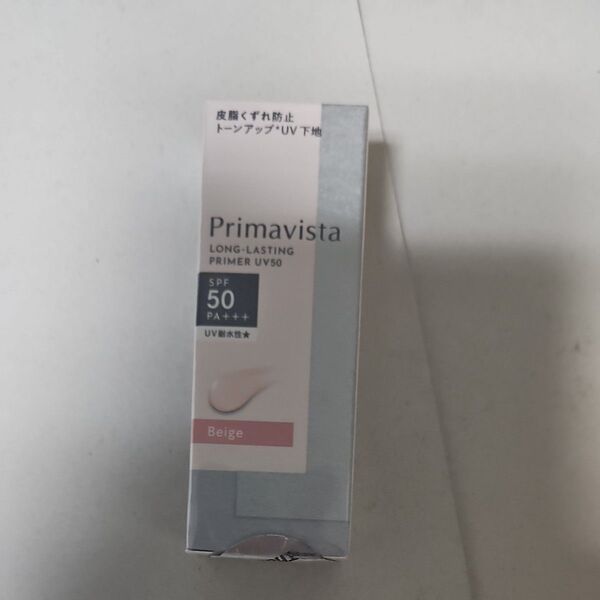 皮脂くずれ防止
トーンアップ*UV下地
Primavista
LONG-LASTING
PRIMER UV50
SPF
50
PA+++
UV耐水性★
Beige